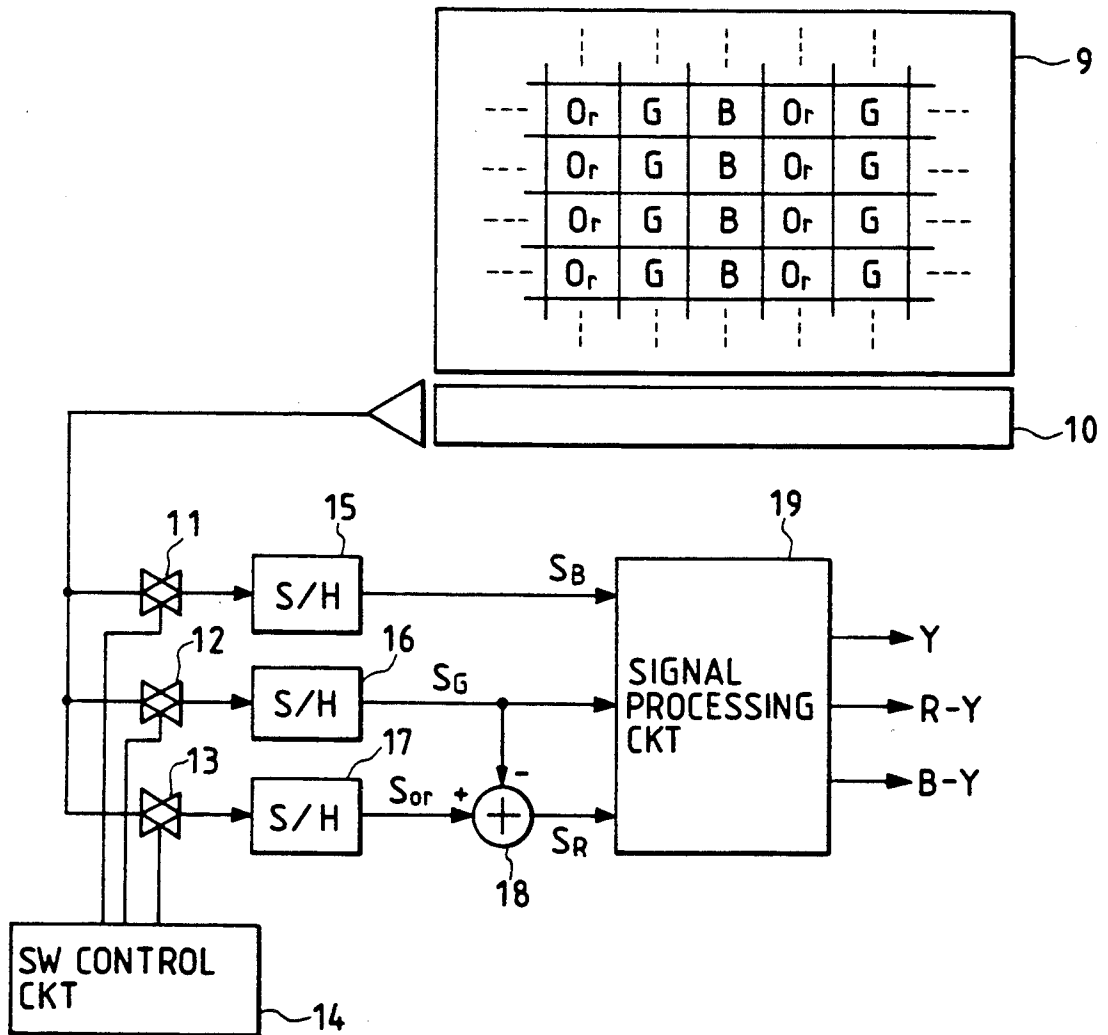 9
Or G B Or G
Or G B Or G
Or G B Or G
Or G B Or G
10
11
15
19
S/H
SB
12
16
Y
S/H
SG
SIGNAL
PROCESSING
CKT
R-Y
13
17
-
B-Y
S/H
Sor
+
+
SR
18
SW CONTROL
CKT
14